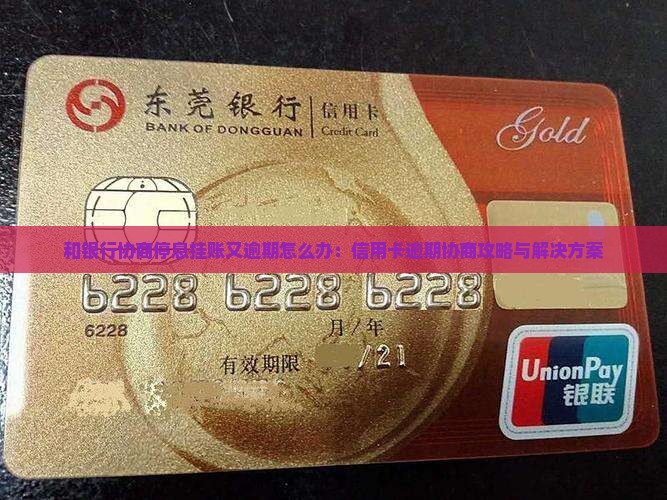 东莞银行 信用卡
BANK OF DONGGUAN Credit Card
Gold
和银行协商停息挂账又逾期怎么办：信用卡逾期协商攻略与解决方案
6228 6228 6228
6228
月/年
有效期限 /21
UnionPay
银联